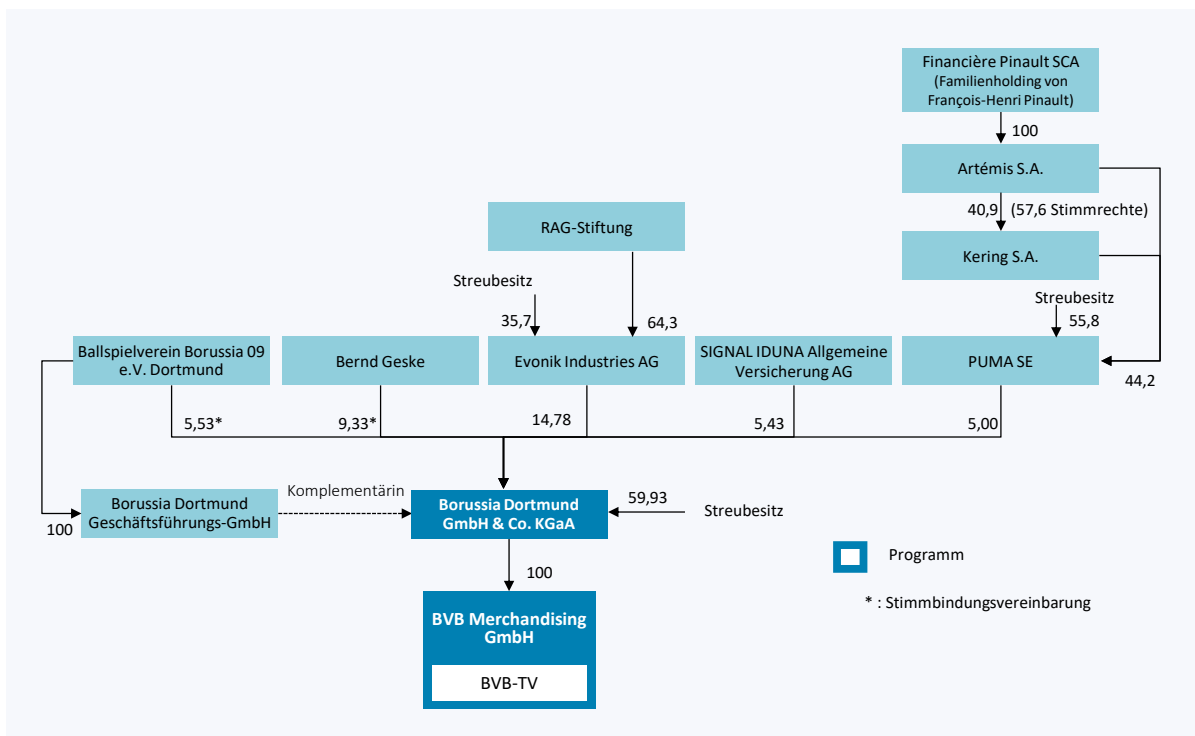 Financière Pinault SCA
(Familienholding von
François-Henri Pinault)
100
Artémis S.A.
40,9 (57,6 Stimmrechte)
RAG-Stiftung
Kering S.A.
Streubesitz
Streubesitz
35,7
64,3
55,8
Ballspielverein Borussia 09
e.V. Dortmund
Bernd Geske
Evonik Industries AG
SIGNAL IDUNA Allgemeine
Versicherung AG
PUMA SE
44,2
5,53*
9,33*
14,78
5,43
5,00
Borussia Dortmund
Geschäftsführungs-GmbH
100
Komplementärin
Borussia Dortmund
GmbH & Co. KGaA
59,93
Streubesitz
100
Programm
* : Stimmbindungsvereinbarung
BVB Merchandising
GmbH
BVB-TV